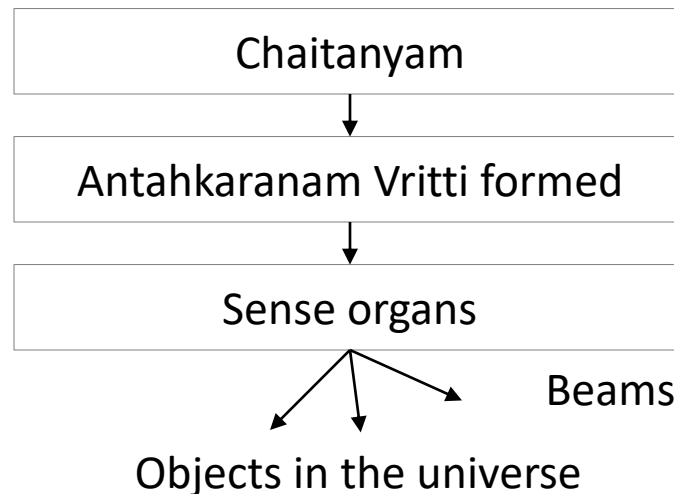 Chaitanyam
Antahkaranam Vritti formed
Sense organs
Beams
Objects in the universe